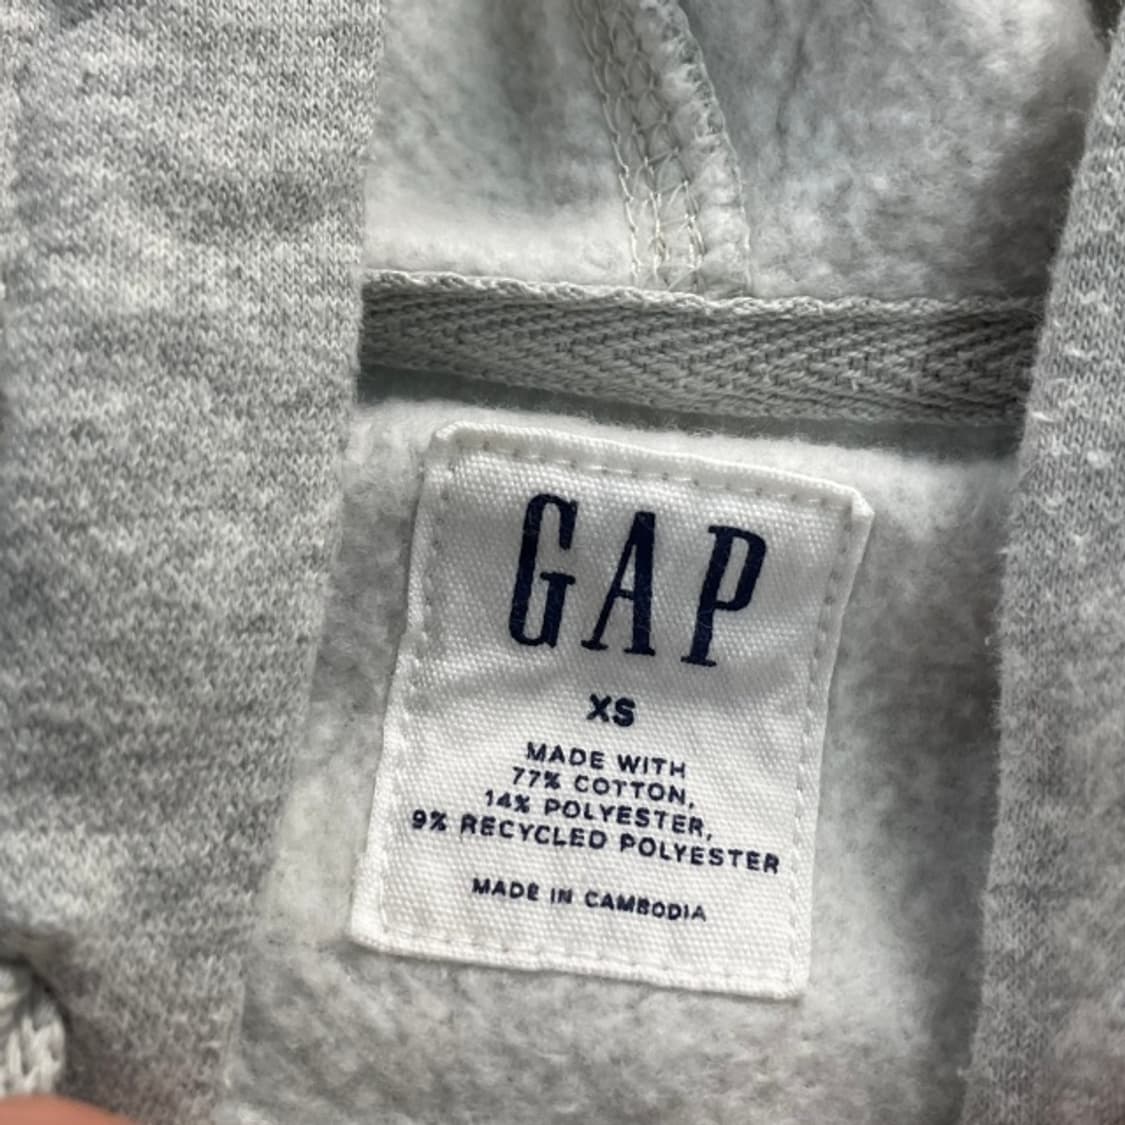 GAP
XS
MADE WITH
77% COTTON,
14% POLYESTER,
9% RECYCLED POLYESTER
MADE IN CAMBODIA